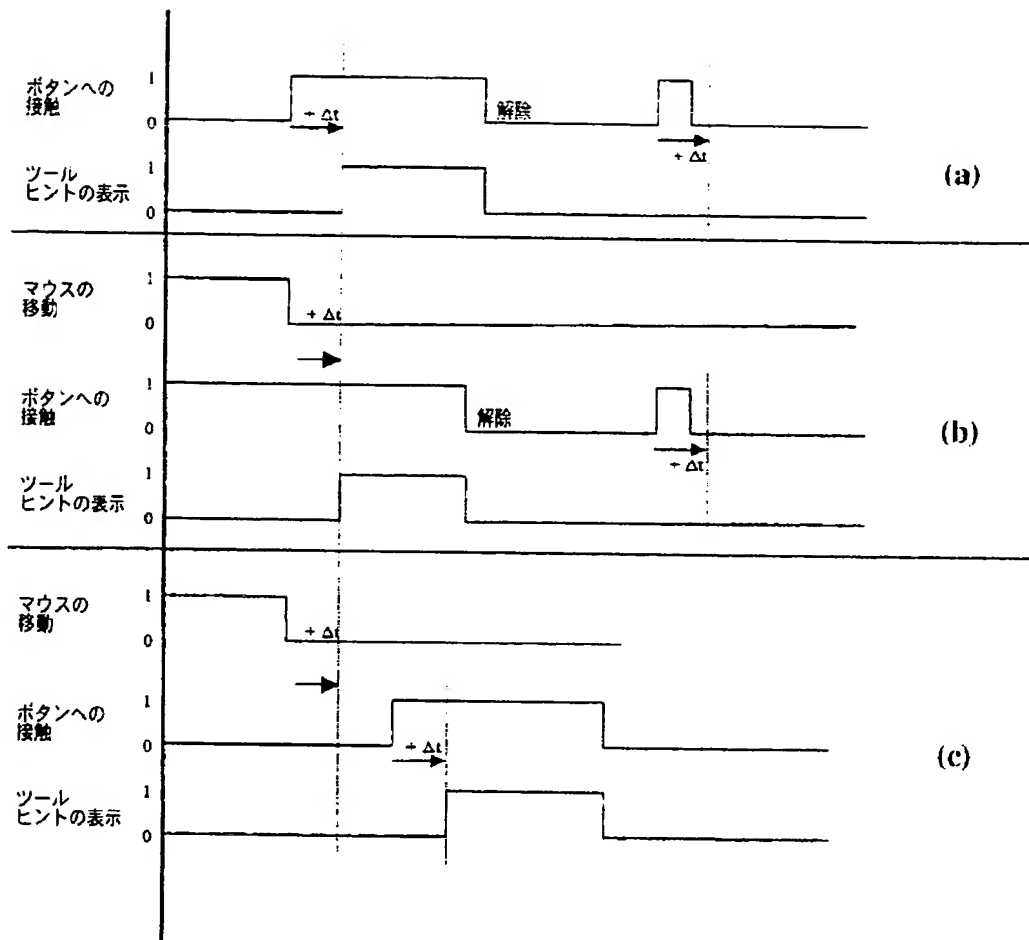 ボタンへの
接触
1
0
+ Δt
解除
+ Δt
ツール
ヒントの表示
1
0
(a)
マウスの
移動
1
0
+ Δt
ボタンへの
接触
1
0
解除
+ Δt
ツール
ヒントの表示
1
0
(b)
マウスの
移動
1
0
+ Δt
ボタンへの
接触
1
0
+ Δt
ツール
ヒントの表示
1
0
(c)